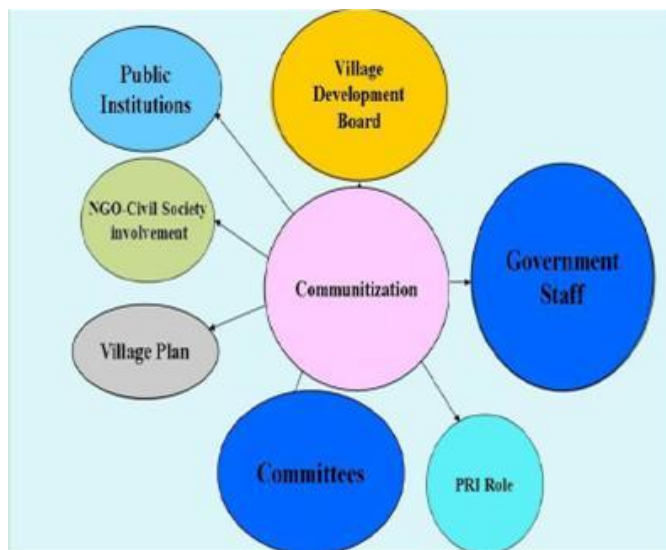 Public
Institutions
Village
Development
Board
NGO-Civil Society
involvement
Government
Staff
Communitization
Village Plan
Committees
PRI Role